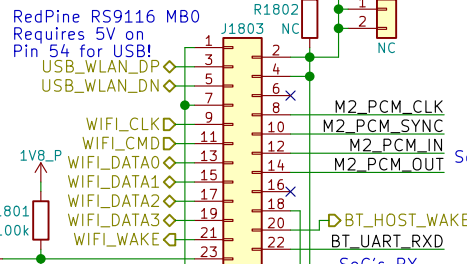 RedPine RS9116 MB0
Requires 5V on
Pin 54 for USB!
J1803
R1802
NC
1
2
NC
1
2
3
USB_WLAN_DP
4
5
USB_WLAN_DN
6
7
8
M2_PCM_CLK
9
WIFI_CLK
10
M2_PCM_SYNC
11
WIFI_CMD
12
M2_PCM_IN
13
WIFI_DATA0
14
M2_PCM_OUT
1V8_P
15
WIFI_DATA1
16
17
WIFI_DATA2
18
1801
00k
19
WIFI_DATA3
20
BT_HOST_WAKE
21
WIFI_WAKE
22
BT_UART_RXD
23
SoC's RX